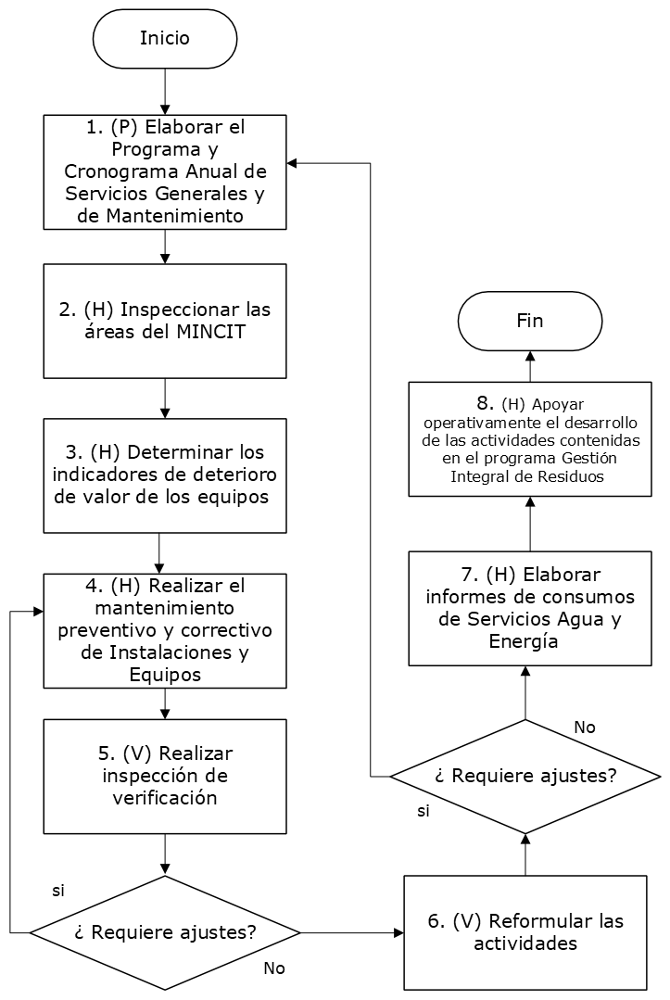 Inicio
1. (P) Elaborar el
Programa y
Cronograma Anual de
Servicios Generales y
de Mantenimiento
2. (H) Inspeccionar las
áreas del MINCIT
3. (H) Determinar los
indicadores de deterioro
de valor de los equipos
4. (H) Realizar el
mantenimiento
preventivo y correctivo
de Instalaciones y
Equipos
5. (V) Realizar
inspección de
verificación
si
¿ Requiere ajustes?
No
6. (V) Reformular las
actividades
¿ Requiere ajustes?
si
No
7. (H) Elaborar
informes de consumos
de Servicios Agua y
Energía
8. (H) Apoyar
operativamente el desarrollo
de las actividades contenidas
en el programa Gestión
Integral de Residuos
Fin